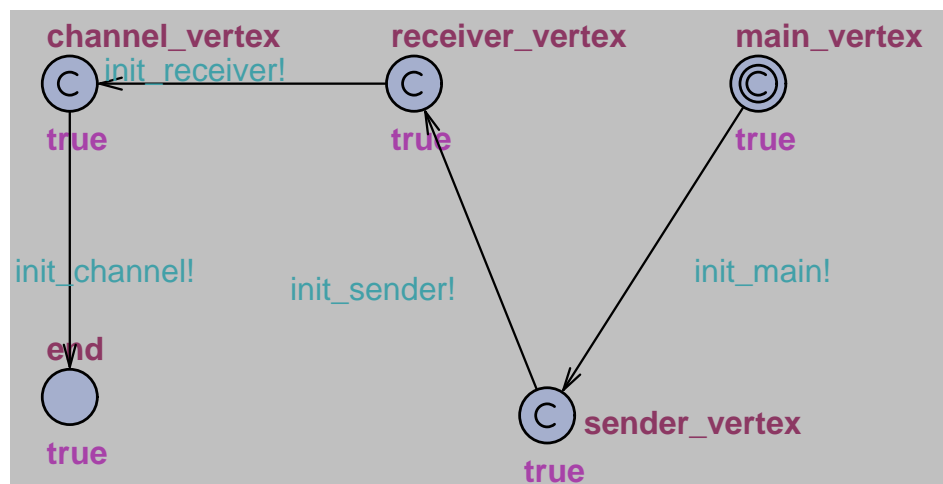 channel_vertex
receiver_vertex
main_vertex
C
init_receiver!
C
C
true
true
true
init_channel!
init_sender!
init_main!
end
C
sender_vertex
true
true